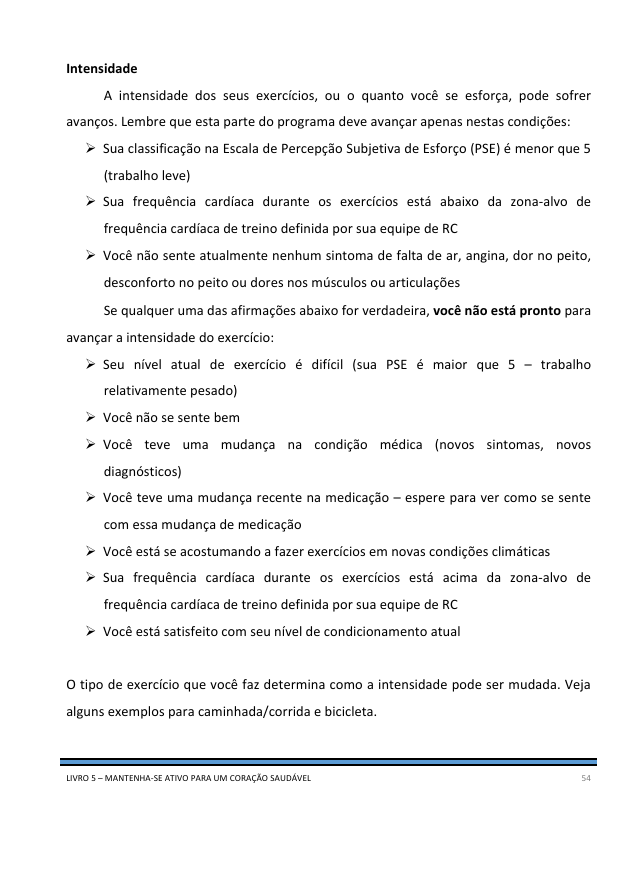 Intensidade
A intensidade dos seus exercícios, ou o quanto você se esforça, pode sofrer
avanços. Lembre que esta parte do programa deve avançar apenas nestas condições:
➢ Sua classificação na Escala de Percepção Subjetiva de Esforço (PSE) é menor que 5
(trabalho leve)
➢ Sua frequência cardíaca durante os exercícios está abaixo da zona-alvo de
frequência cardíaca de treino definida por sua equipe de RC
➢ Você não sente atualmente nenhum sintoma de falta de ar, angina, dor no peito,
desconforto no peito ou dores nos músculos ou articulações
Se qualquer uma das afirmações abaixo for verdadeira, você não está pronto para
avançar a intensidade do exercício:
➢ Seu nível atual de exercício é difícil (sua PSE é maior que 5 – trabalho
relativamente pesado)
➢ Você não se sente bem
➢ Você teve uma mudança na condição médica (novos sintomas, novos
diagnósticos)
➢ Você teve uma mudança recente na medicação – espere para ver como se sente
com essa mudança de medicação
➢ Você está se acostumando a fazer exercícios em novas condições climáticas
➢ Sua frequência cardíaca durante os exercícios está acima da zona-alvo de
frequência cardíaca de treino definida por sua equipe de RC
➢ Você está satisfeito com seu nível de condicionamento atual
O tipo de exercício que você faz determina como a intensidade pode ser mudada. Veja
alguns exemplos para caminhada/corrida e bicicleta.
LIVRO 5 – MANTENHA-SE ATIVO PARA UM CORAÇÃO SAUDÁVEL 54